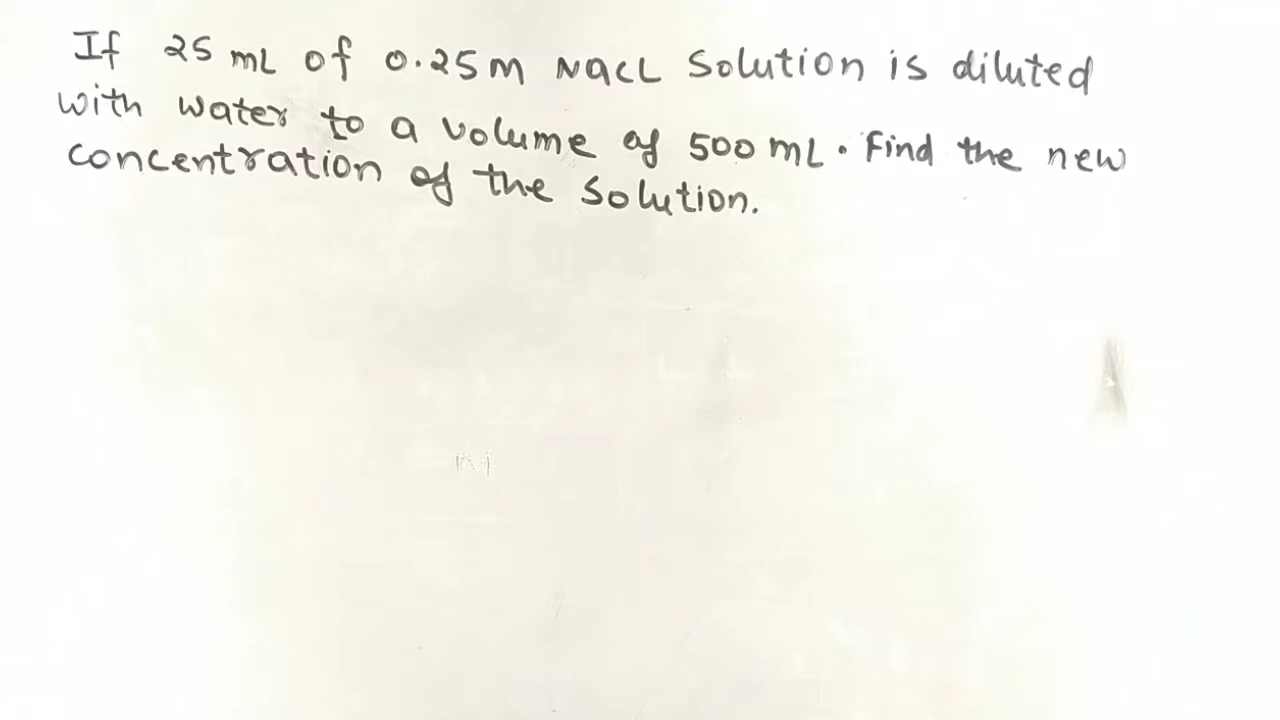 If 25 mL of 0.25M NaCL Solution is diluted
with water to a volume of 500 mL. Find the new
concentration of the solution.